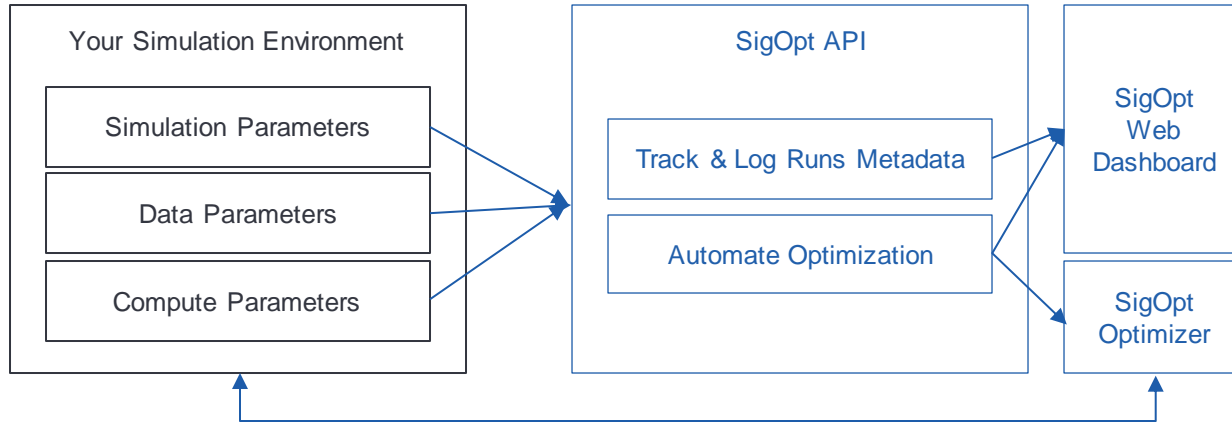 Your Simulation Environment
Simulation Parameters
Data Parameters
Compute Parameters
SigOpt API
Track & Log Runs Metadata
Automate Optimization
SigOpt
Web
Dashboard
SigOpt
Optimizer